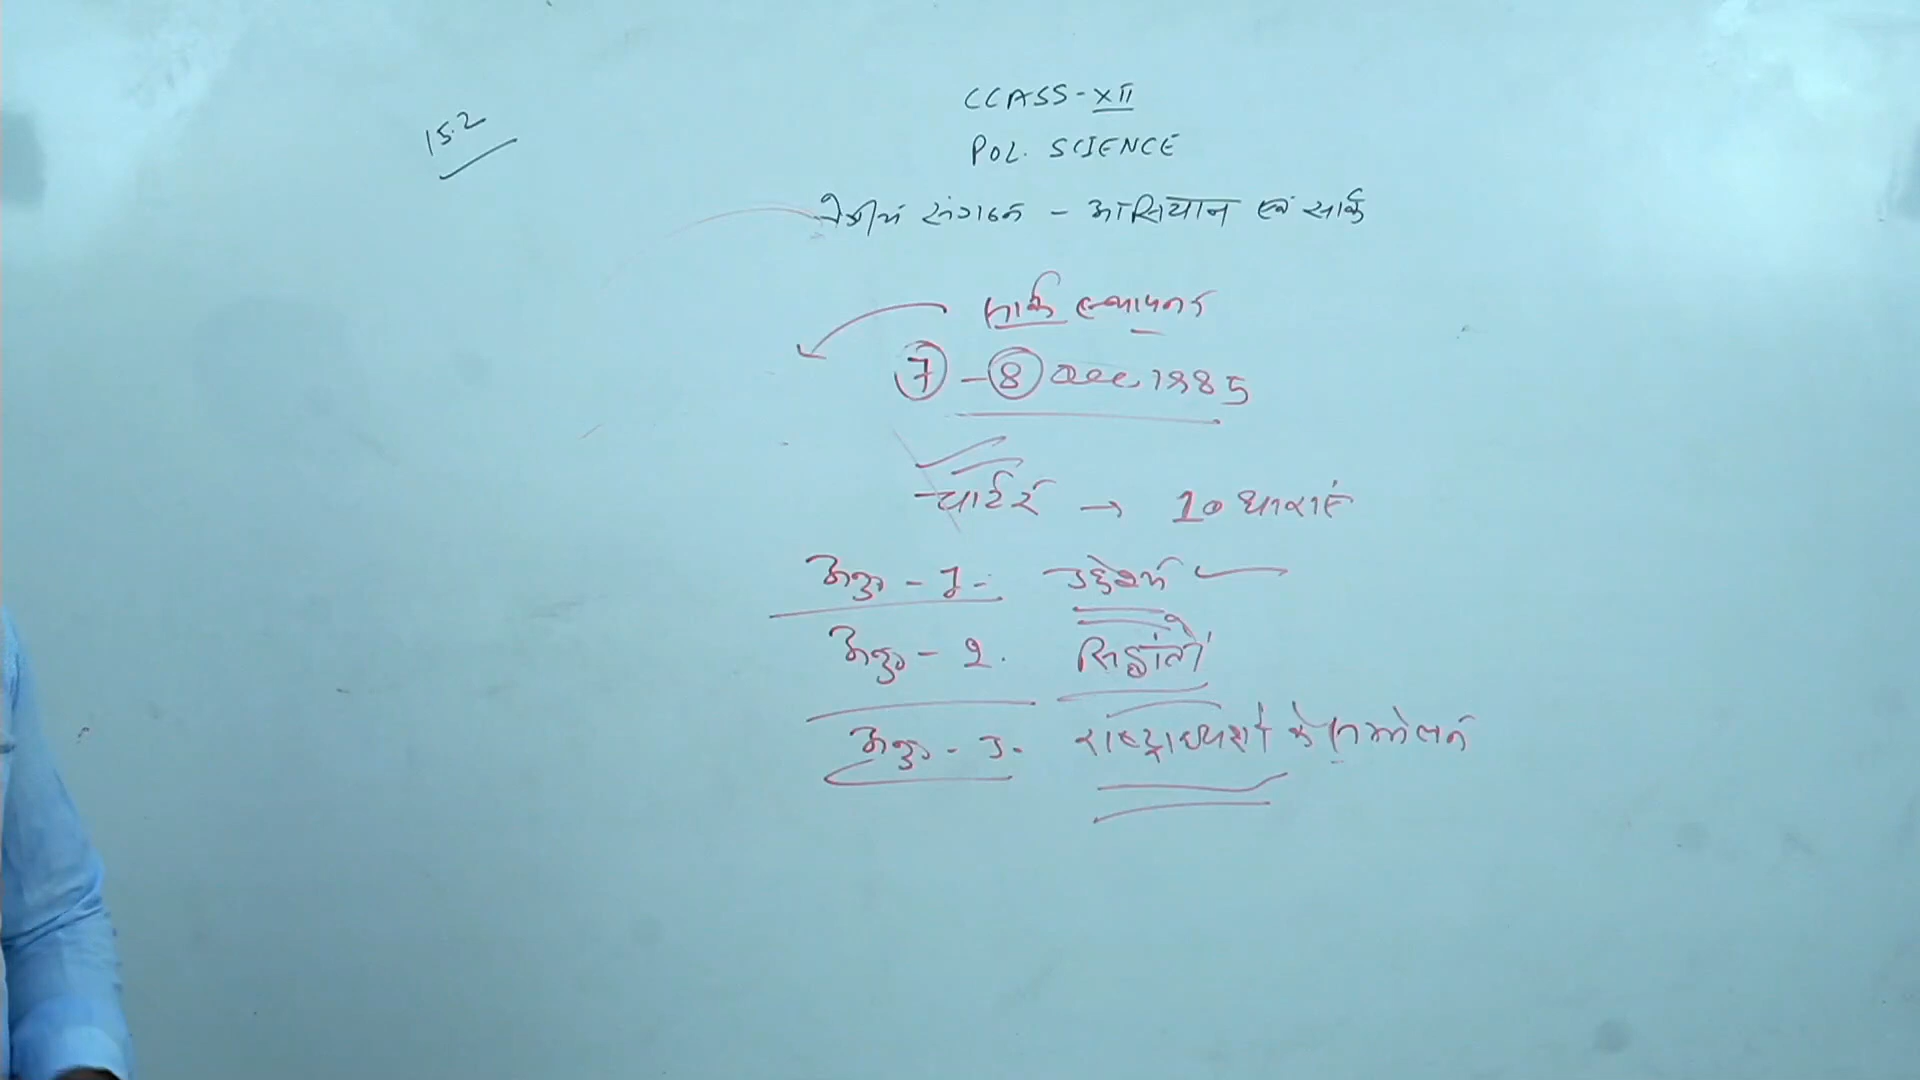 15.2
CLASS-XII
POL. SCIENCE
क्षेत्रीय संगठन - आसियान एवं सार्क
सार्क स्थापना
7 - 8 Dec. 1985
चार्टर → 10 धाराएं
अनु - 1. उद्देश्य
अनु - 2. सिद्धांतों
अनु - 3. राष्ट्राध्यक्षों के सम्मेलन